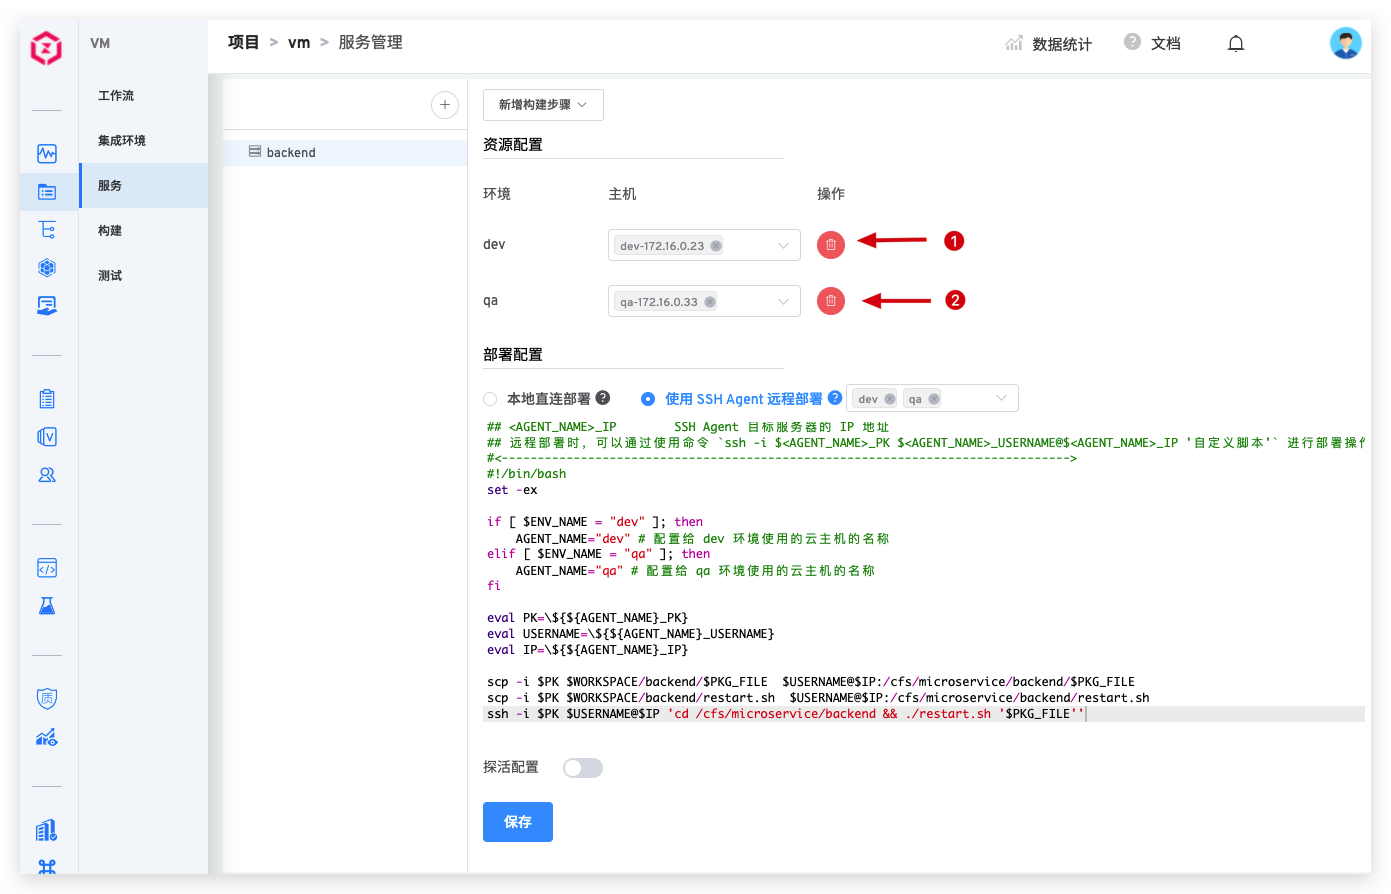 VM
项目 > vm > 服务管理
数据统计
? 文档
工作流
集成环境
服务
构建
测试
backend
新增构建步骤
资源配置
环境 主机 操作
dev dev-172.16.0.23 1
qa qa-172.16.0.33 2
部署配置
本地直连部署 ? 使用 SSH Agent 远程部署 ? dev qa
## <AGENT_NAME>_IP SSH Agent 目标服务器的 IP 地址
## 远程部署时，可以通过使用命令 `ssh -i $<AGENT_NAME>_PK $<AGENT_NAME>_USERNAME@$<AGENT_NAME>_IP '自定义脚本'` 进行部署操作
#<------------------------------------------------------------------------------->
#!/bin/bash
set -ex
if [ $ENV_NAME = "dev" ]; then
AGENT_NAME="dev" # 配置给 dev 环境使用的云主机的名称
elif [ $ENV_NAME = "qa" ]; then
AGENT_NAME="qa" # 配置给 qa 环境使用的云主机的名称
fi
eval PK=\${${AGENT_NAME}_PK}
eval USERNAME=\${${AGENT_NAME}_USERNAME}
eval IP=\${${AGENT_NAME}_IP}
scp -i $PK $WORKSPACE/backend/$PKG_FILE $USERNAME@$IP:/cfs/microservice/backend/$PKG_FILE
scp -i $PK $WORKSPACE/backend/restart.sh $USERNAME@$IP:/cfs/microservice/backend/restart.sh
ssh -i $PK $USERNAME@$IP 'cd /cfs/microservice/backend && ./restart.sh '$PKG_FILE''
探活配置
保存